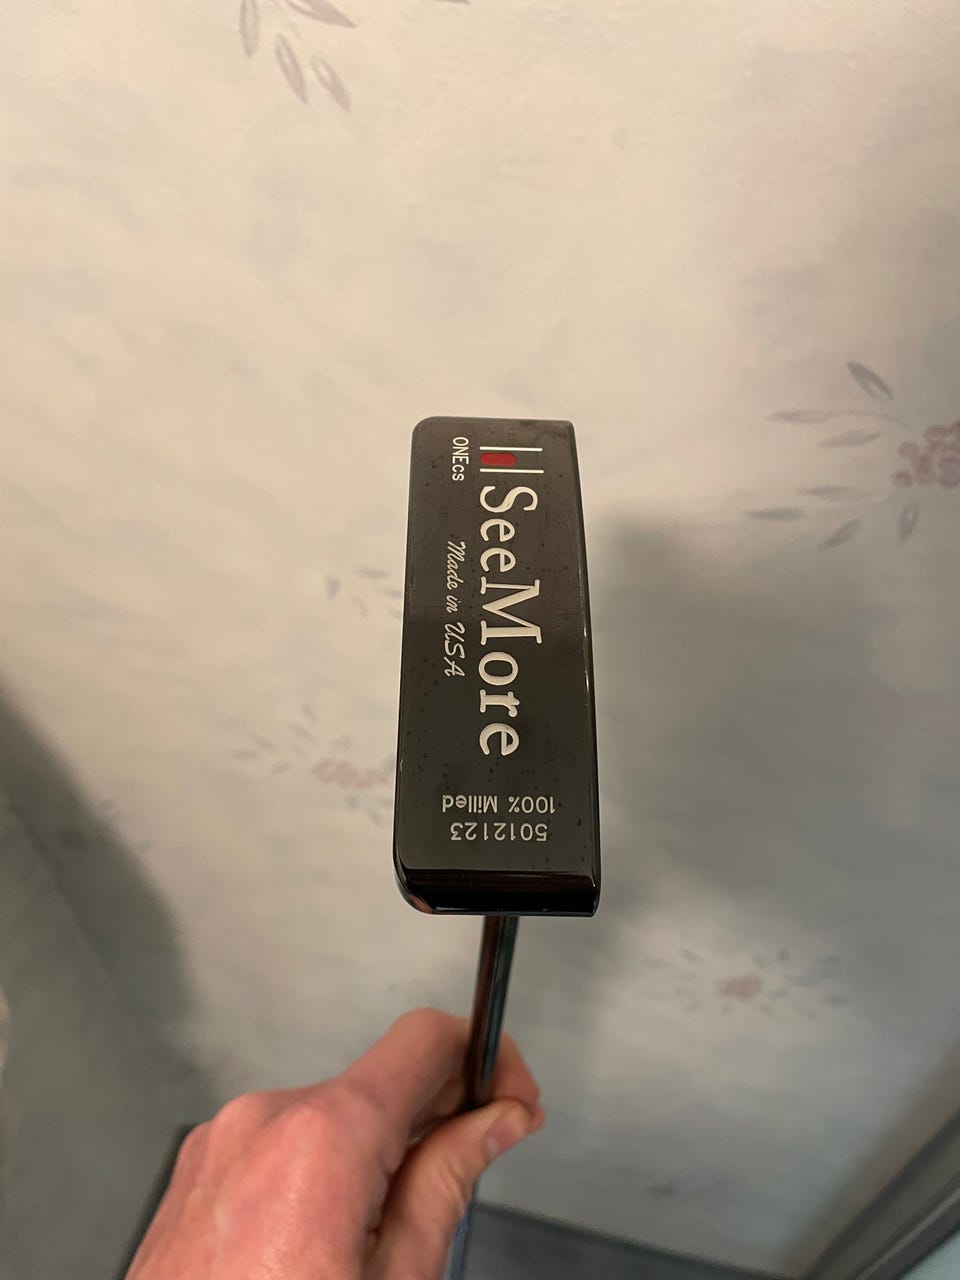 SeeMore
ONEcs
Made in USA
5012123
100% Milled